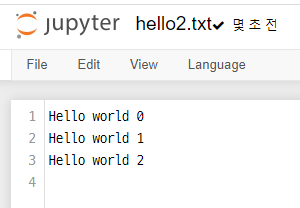 jupyter hello2.txt✔ 몇 초 전
File Edit View Language
1 Hello world 0
2 Hello world 1
3 Hello world 2
4